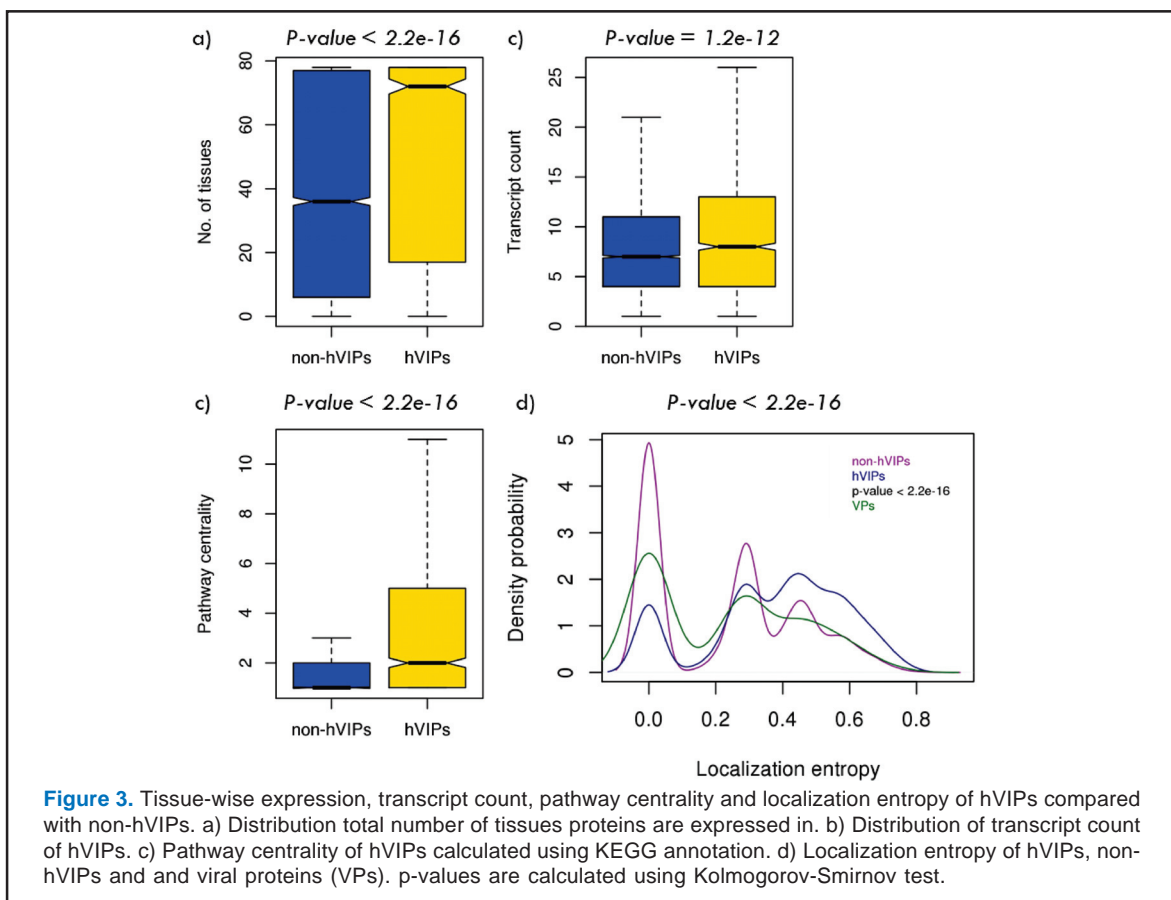 a)
P-value < 2.2e-16
No. of tissues
80
60
40
20
0
non-hVIPs
hVIPs
c)
P-value = 1.2e-12
Transcript count
25
20
15
10
5
0
non-hVIPs
hVIPs
c)
P-value < 2.2e-16
Pathway centrality
10
8
6
4
2
non-hVIPs
hVIPs
d)
P-value < 2.2e-16
Density probability
5
4
3
2
1
0
non-hVIPs
hVIPs
p-value < 2.2e-16
VPs
0.0
0.2
0.4
0.6
0.8
Localization entropy
Figure 3. Tissue-wise expression, transcript count, pathway centrality and localization entropy of hVIPs compared
with non-hVIPs. a) Distribution total number of tissues proteins are expressed in. b) Distribution of transcript count
of hVIPs. c) Pathway centrality of hVIPs calculated using KEGG annotation. d) Localization entropy of hVIPs, non-
hVIPs and and viral proteins (VPs). p-values are calculated using Kolmogorov-Smirnov test.